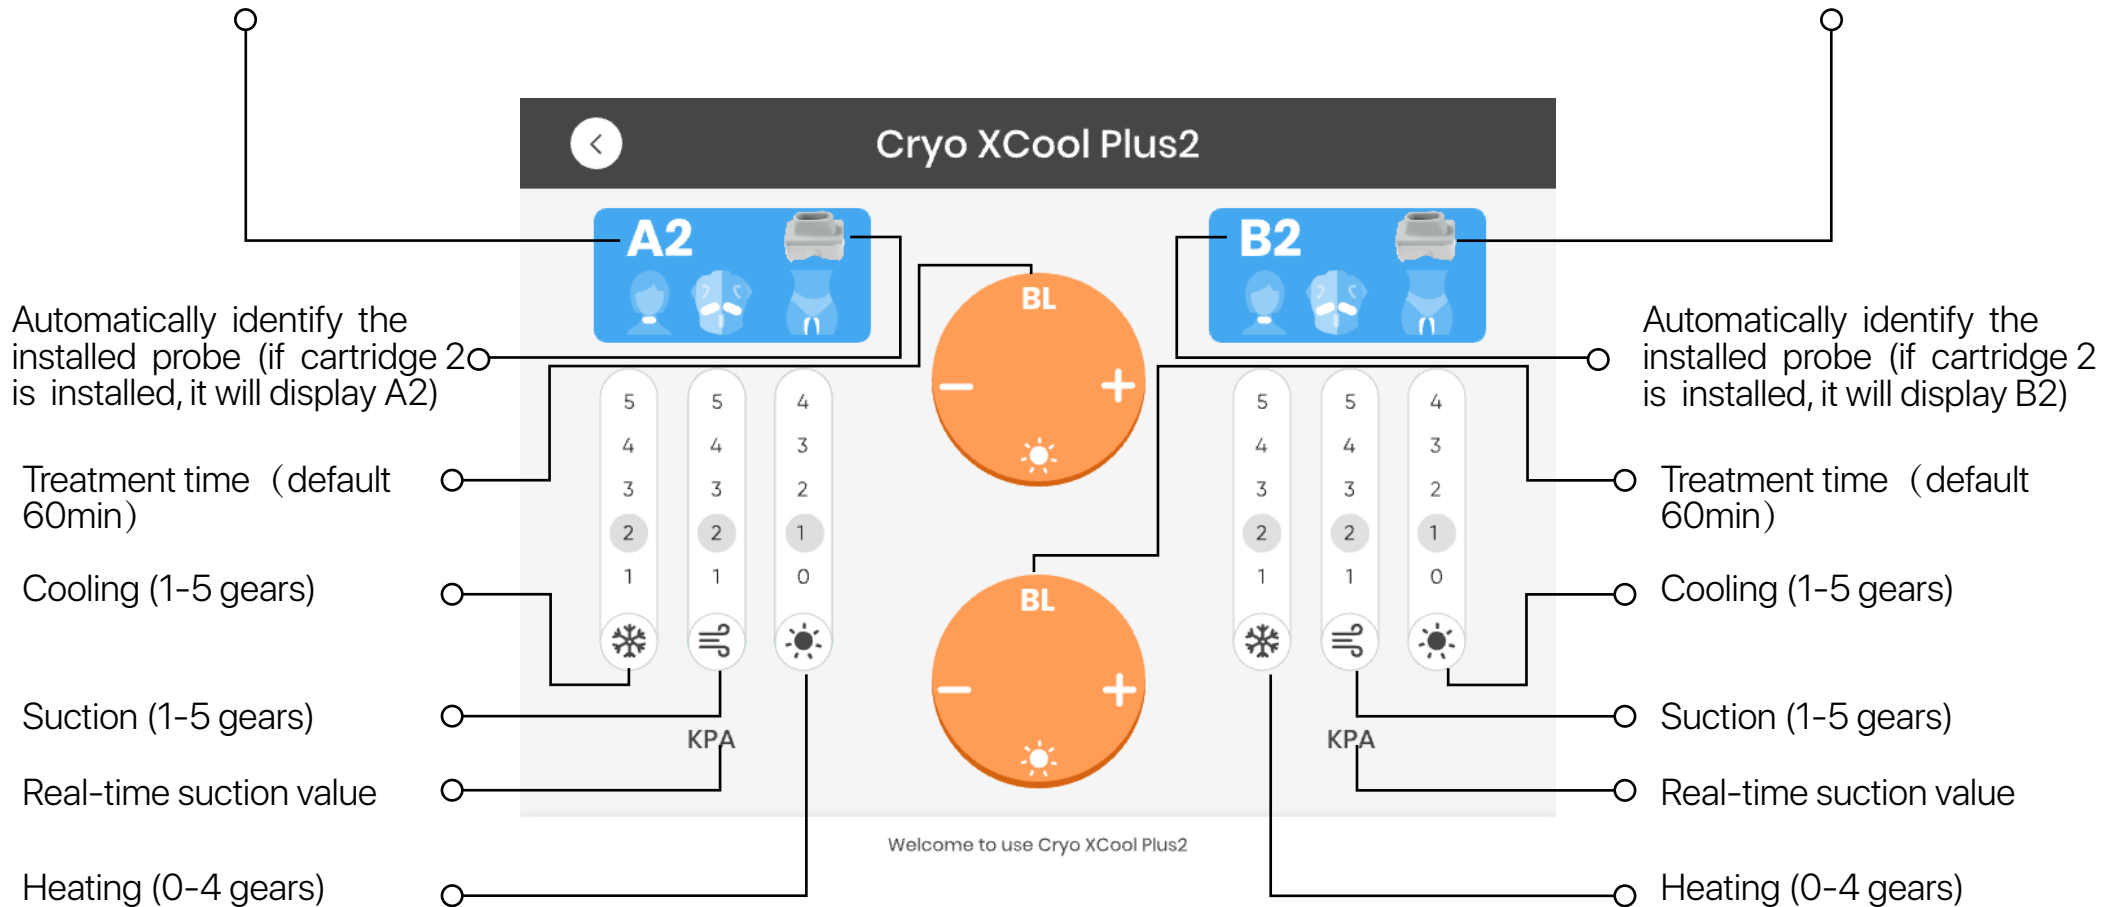 Cryo XCool Plus2
A2
B2
BL
Automatically identify the
installed probe (if cartridge 2
is installed, it will display A2)
Treatment time（default
60min）
Cooling (1-5 gears)
Suction (1-5 gears)
Real-time suction value
Heating (0-4 gears)
5 5 4
4 4 3
3 3 2
2 2 1
1 1 0
KPA
BL
5 5 4
4 4 3
3 3 2
2 2 1
1 1 0
KPA
Automatically identify the
installed probe (if cartridge 2
is installed, it will display B2)
Treatment time（default
60min）
Cooling (1-5 gears)
Suction (1-5 gears)
Real-time suction value
Heating (0-4 gears)
Welcome to use Cryo XCool Plus2